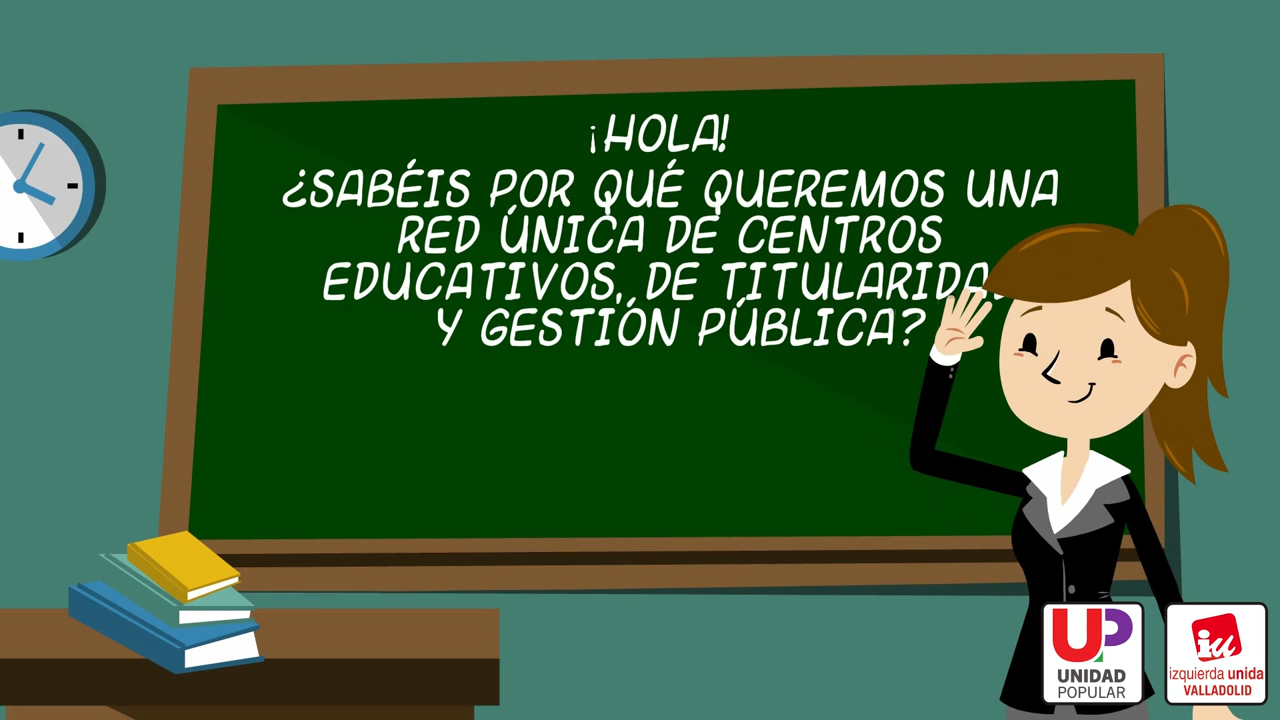 ¡HOLA!
¿SABÉIS POR QUÉ QUEREMOS UNA
RED ÚNICA DE CENTROS
EDUCATIVOS, DE TITULARIDAD
Y GESTIÓN PÚBLICA?
UP
UNIDAD
POPULAR
iu
izquierda unida
VALLADOLID